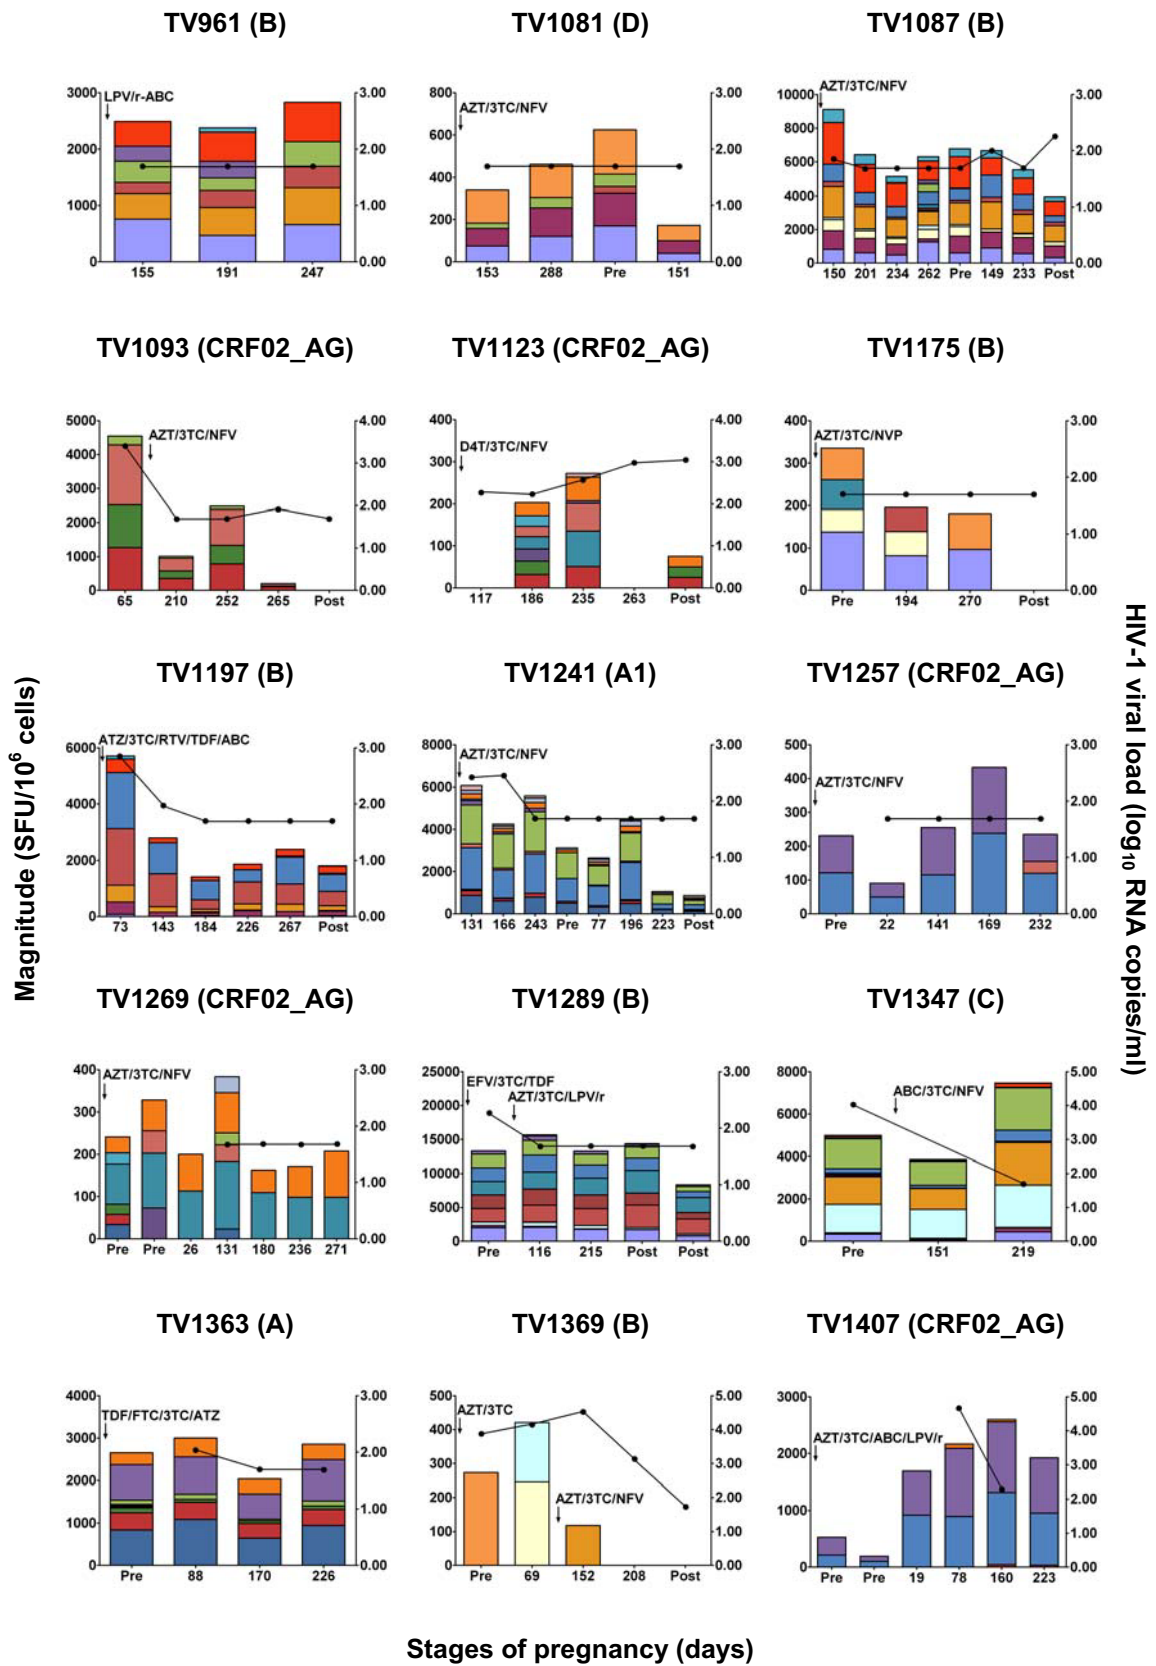 TV961 (B) TV1081 (D) TV1087 (B)
3000 2000 1000 0
LPV/r-ABC
3.00 2.00 1.00 0.00
155 191 247
800 600 400 200 0
AZT/3TC/NFV
3.00 2.00 1.00 0.00
153 288 Pre 151
10000 8000 6000 4000 2000 0
AZT/3TC/NFV
3.00 2.00 1.00 0.00
150 201 234 262 Pre 149 233 Post
TV1093 (CRF02_AG) TV1123 (CRF02_AG) TV1175 (B)
5000 4000 3000 2000 1000 0
AZT/3TC/NFV
4.00 3.00 2.00 1.00 0.00
65 210 252 265 Post
400 300 200 100 0
D4T/3TC/NFV
4.00 3.00 2.00 1.00 0.00
117 186 235 263 Post
400 300 200 100 0
AZT/3TC/NVP
3.00 2.00 1.00 0.00
Pre 194 270 Post
TV1197 (B) TV1241 (A1) TV1257 (CRF02_AG)
6000 4000 2000 0
ATZ/3TC/RTV/TDF/ABC
3.00 2.00 1.00 0.00
73 143 184 226 267 Post
8000 6000 4000 2000 0
AZT/3TC/NFV
3.00 2.00 1.00 0.00
131 166 243 Pre 77 196 223 Post
500 400 300 200 100 0
AZT/3TC/NFV
3.00 2.00 1.00 0.00
Pre 22 141 169 232
TV1269 (CRF02_AG) TV1289 (B) TV1347 (C)
400 300 200 100 0
AZT/3TC/NFV
3.00 2.00 1.00 0.00
Pre Pre 26 131 180 236 271
25000 20000 15000 10000 5000 0
EFV/3TC/TDF
AZT/3TC/LPV/r
3.00 2.00 1.00 0.00
Pre 116 215 Post Post
8000 6000 4000 2000 0
ABC/3TC/NFV
5.00 4.00 3.00 2.00 1.00 0.00
Pre 151 219
TV1363 (A) TV1369 (B) TV1407 (CRF02_AG)
4000 3000 2000 1000 0
TDF/FTC/3TC/ATZ
3.00 2.00 1.00 0.00
Pre 88 170 226
500 400 300 200 100 0
AZT/3TC
AZT/3TC/NFV
5.00 4.00 3.00 2.00 1.00 0.00
Pre 69 152 208 Post
3000 2000 1000 0
AZT/3TC/ABC/LPV/r
5.00 4.00 3.00 2.00 1.00 0.00
Pre Pre 19 78 160 223
Magnitude (SFU/10⁶ cells)
HIV-1 viral load (log₁₀ RNA copies/ml)
Stages of pregnancy (days)